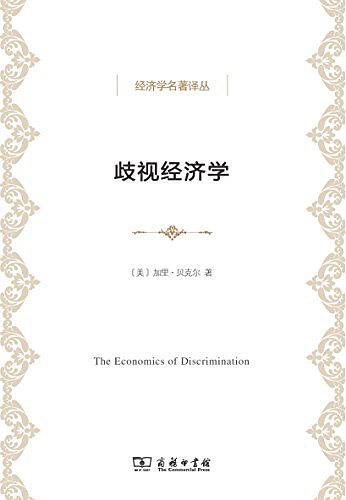 经济学名著译丛
歧视经济学
〔美〕加里·贝克尔 著
The Economics of Discrimination
商务印书馆
The Commercial Press